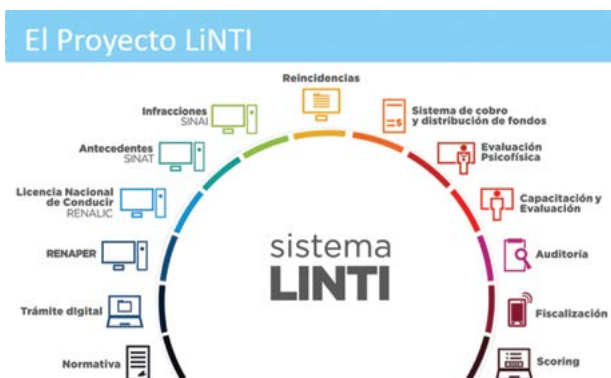 El Proyecto LiNTI
Reincidencias
Infracciones
SINAI
Sistema de cobro
y distribución de fondos
Antecedentes
SINAT
Evaluación
Psicofísica
Licencia Nacional
de Conducir
RENALIC
Capacitación y
Evaluación
RENAPER
sistema
LINTI
Auditoría
Trámite digital
Fiscalización
Normativa
Scoring